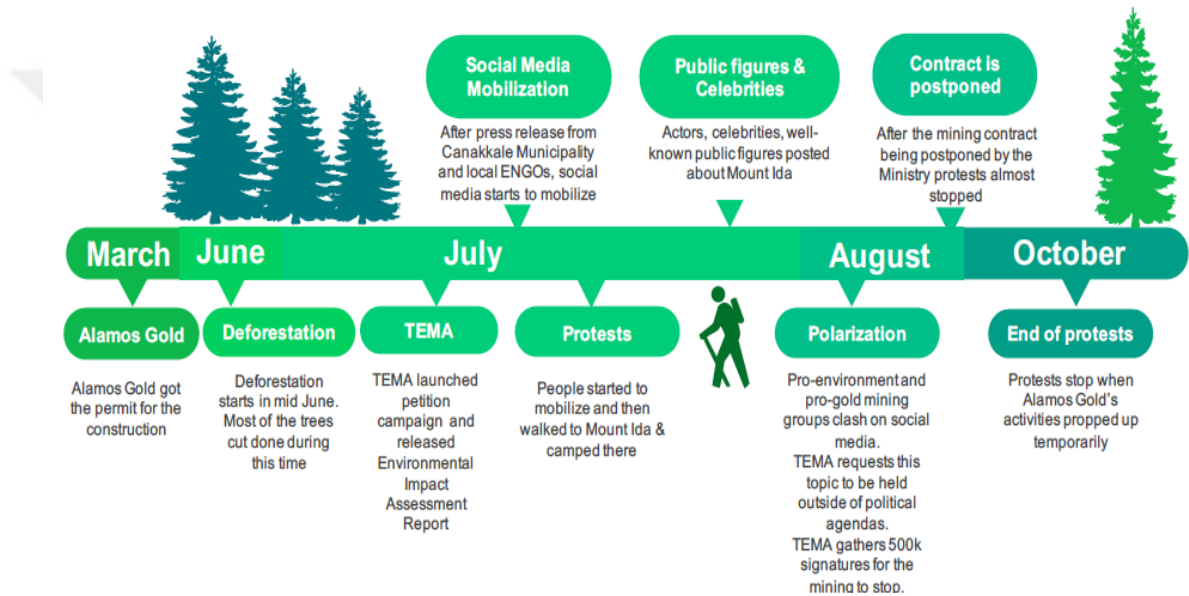 Social Media
Mobilization
After press release from
Canakkale Municipality
and local ENGOs, social
media starts to mobilize
Public figures &
Celebrities
Actors, celebrities, well-
known public figures posted
about Mount Ida
Contract is
postponed
After the mining contract
being postponed by the
Ministry protests almost
stopped
March
June
July
August
October
Alamos Gold
Alamos Gold got
the permit for the
construction
Deforestation
Deforestation
starts in mid June.
Most of the trees
cut done during
this time
TEMA
TEMA launched
petition
campaign and
released
Environmental
Impact
Assessment
Report
Protests
People started to
mobilize and then
walked to Mount Ida &
camped there
Polarization
Pro-environment and
pro-gold mining
groups clash on social
media.
TEMA requests this
topic to be held
outside of political
agendas.
TEMA gathers 500k
signatures for the
mining to stop.
End of protests
Protests stop when
Alamos Gold's
activities propped up
temporarily